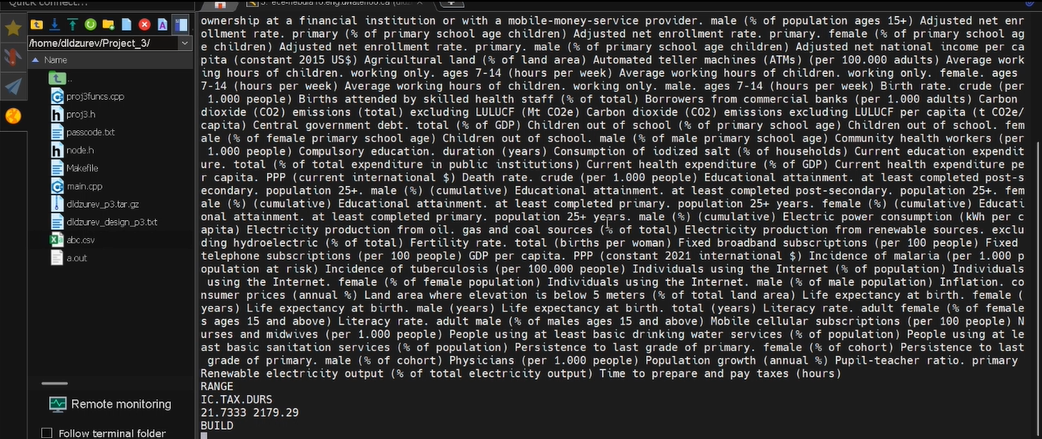 /home/dldzurev/Project_3/
Name
..
proj3funcs.cpp
proj3.h
passcode.txt
node.h
Makefile
main.cpp
dldzurev_p3.tar.gz
dldzurev_design_p3.txt
abc.csv
a.out
Remote monitoring
Follow terminal folder
ownership at a financial institution or with a mobile-money-service provider. male (% of population ages 15+) Adjusted net enr
ollment rate. primary (% of primary school age children) Adjusted net enrollment rate. primary. female (% of primary school ag
e children) Adjusted net enrollment rate. primary. male (% of primary school age children) Adjusted net national income per ca
pita (constant 2015 US$) Agricultural land (% of land area) Automated teller machines (ATMs) (per 100.000 adults) Average work
ing hours of children. working only. ages 7-14 (hours per week) Average working hours of children. working only. female. ages
7-14 (hours per week) Average working hours of children. working only. male. ages 7-14 (hours per week) Birth rate. crude (per
1.000 people) Births attended by skilled health staff (% of total) Borrowers from commercial banks (per 1.000 adults) Carbon
dioxide (CO2) emissions (total) excluding LULUCF (Mt CO2e) Carbon dioxide (CO2) emissions excluding LULUCF per capita (t CO2e/
capita) Central government debt. total (% of GDP) Children out of school (% of primary school age) Children out of school. fem
ale (% of female primary school age) Children out of school. male (% of male primary school age) Community health workers (per
1.000 people) Compulsory education. duration (years) Consumption of iodized salt (% of households) Current education expendit
ure. total (% of total expenditure in public institutions) Current health expenditure (% of GDP) Current health expenditure pe
r capita. PPP (current international $) Death rate. crude (per 1.000 people) Educational attainment. at least completed post-s
econdary. population 25+. male (%) (cumulative) Educational attainment. at least completed post-secondary. population 25+. fem
ale (%) (cumulative) Educational attainment. at least completed primary. population 25+ years. female (%) (cumulative) Educati
onal attainment. at least completed primary. population 25+ years. male (%) (cumulative) Electric power consumption (kWh per c
apita) Electricity production from oil. gas and coal sources (% of total) Electricity production from renewable sources. exclu
ding hydroelectric (% of total) Fertility rate. total (births per woman) Fixed broadband subscriptions (per 100 people) Fixed
telephone subscriptions (per 100 people) GDP per capita. PPP (constant 2021 international $) Incidence of malaria (per 1.000 p
opulation at risk) Incidence of tuberculosis (per 100.000 people) Individuals using the Internet (% of population) Individuals
using the Internet. female (% of female population) Individuals using the Internet. male (% of male population) Inflation. co
nsumer prices (annual %) Land area where elevation is below 5 meters (% of total land area) Life expectancy at birth. female (
years) Life expectancy at birth. male (years) Life expectancy at birth. total (years) Literacy rate. adult female (% of female
s ages 15 and above) Literacy rate. adult male (% of males ages 15 and above) Mobile cellular subscriptions (per 100 people) N
urses and midwives (per 1.000 people) People using at least basic drinking water services (% of population) People using at le
ast basic sanitation services (% of population) Persistence to last grade of primary. female (% of cohort) Persistence to last
grade of primary. male (% of cohort) Physicians (per 1.000 people) Population growth (annual %) Pupil-teacher ratio. primary
Renewable electricity output (% of total electricity output) Time to prepare and pay taxes (hours)
RANGE
IC.TAX.DURS
21.7333 2179.29
BUILD